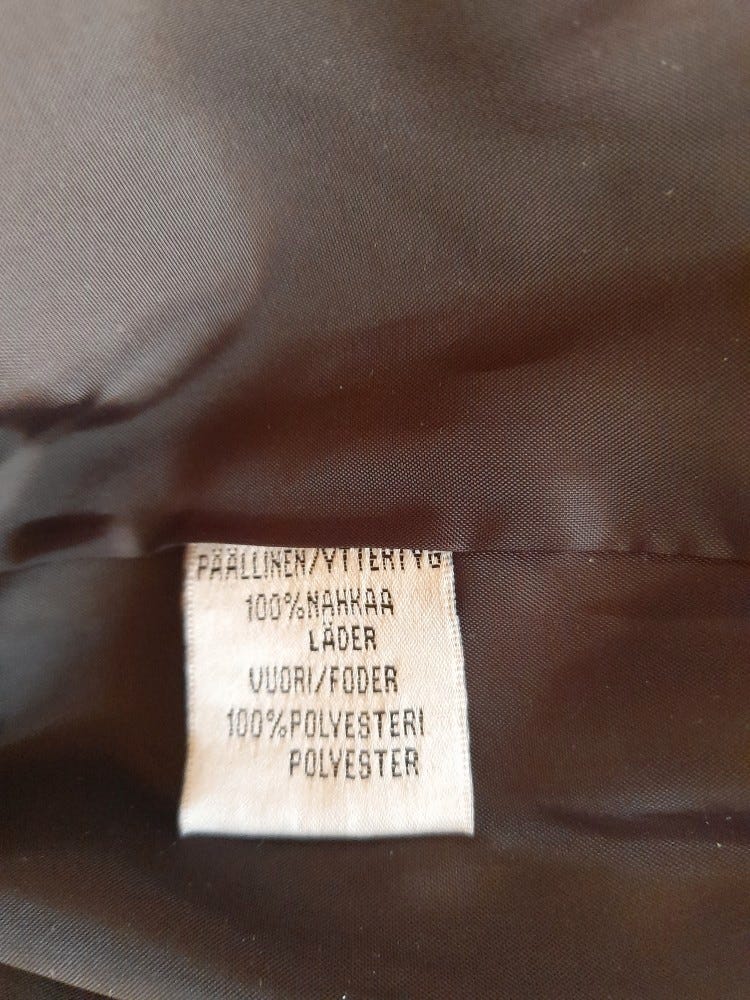 PÄÄLLINEN/YTTERTYG
100%NAHKAA
LÄDER
VUORI/FODER
100%POLYESTERI
POLYESTER